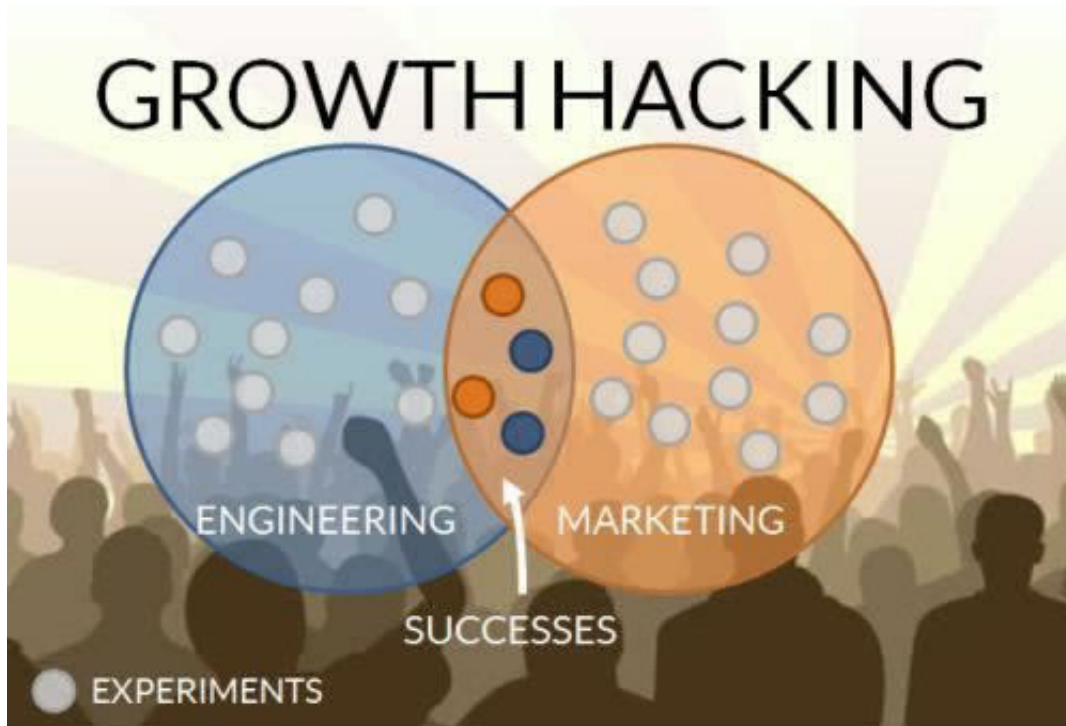 GROWTH HACKING
ENGINEERING
MARKETING
SUCCESSES
EXPERIMENTS